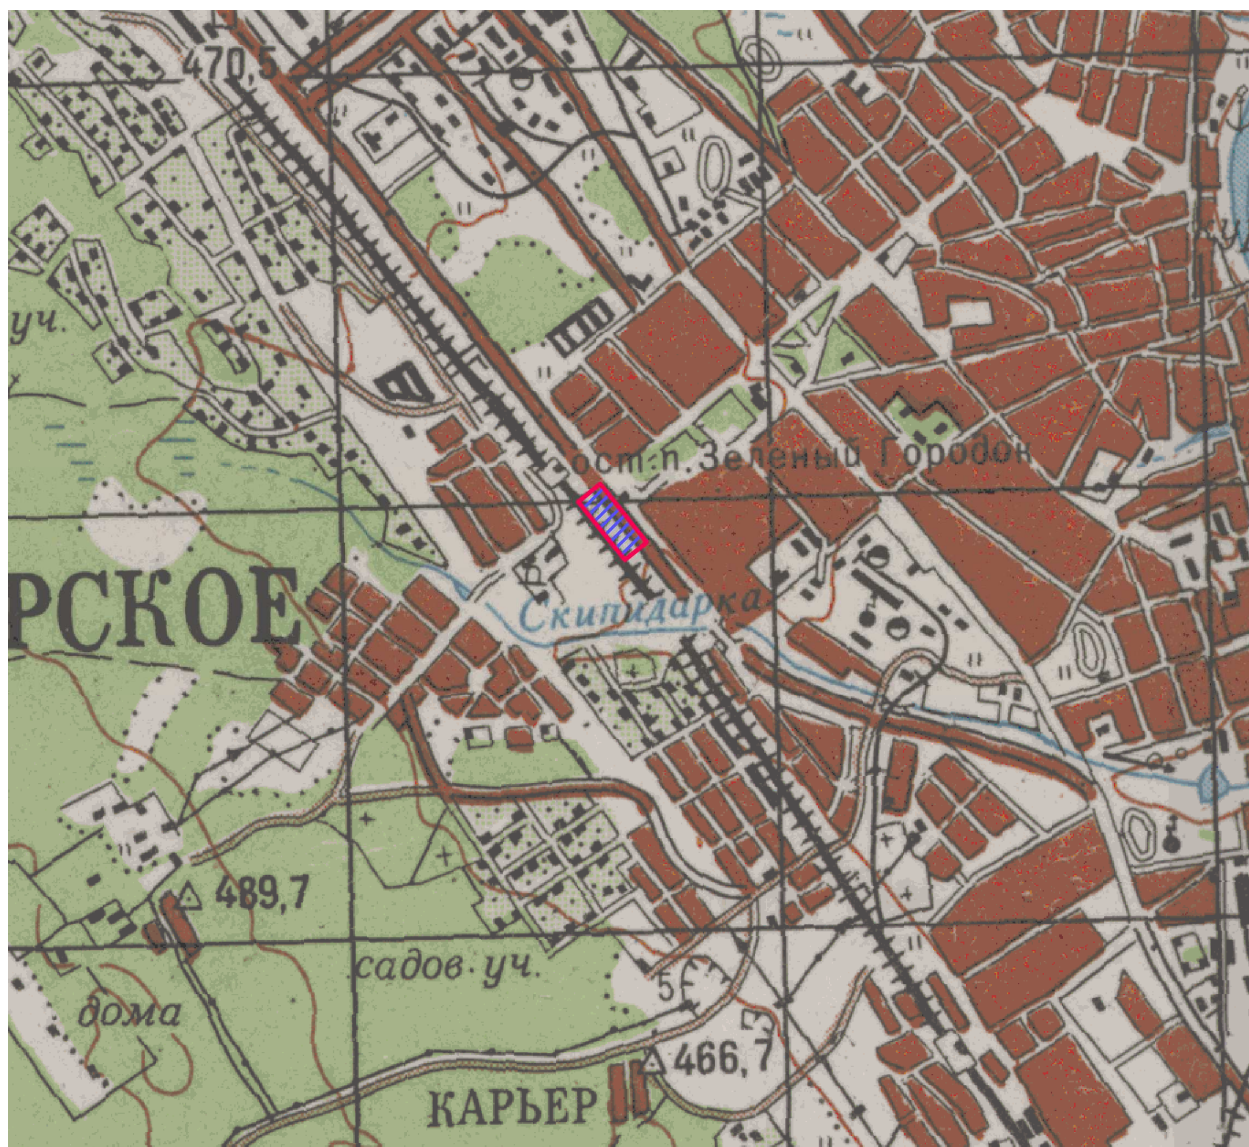 470,5
уч.
ост.п. Зеленый Городок
РСКОЕ
Скипидарка
489,7
садов. уч.
5
дома
466,7
КАРЬЕР